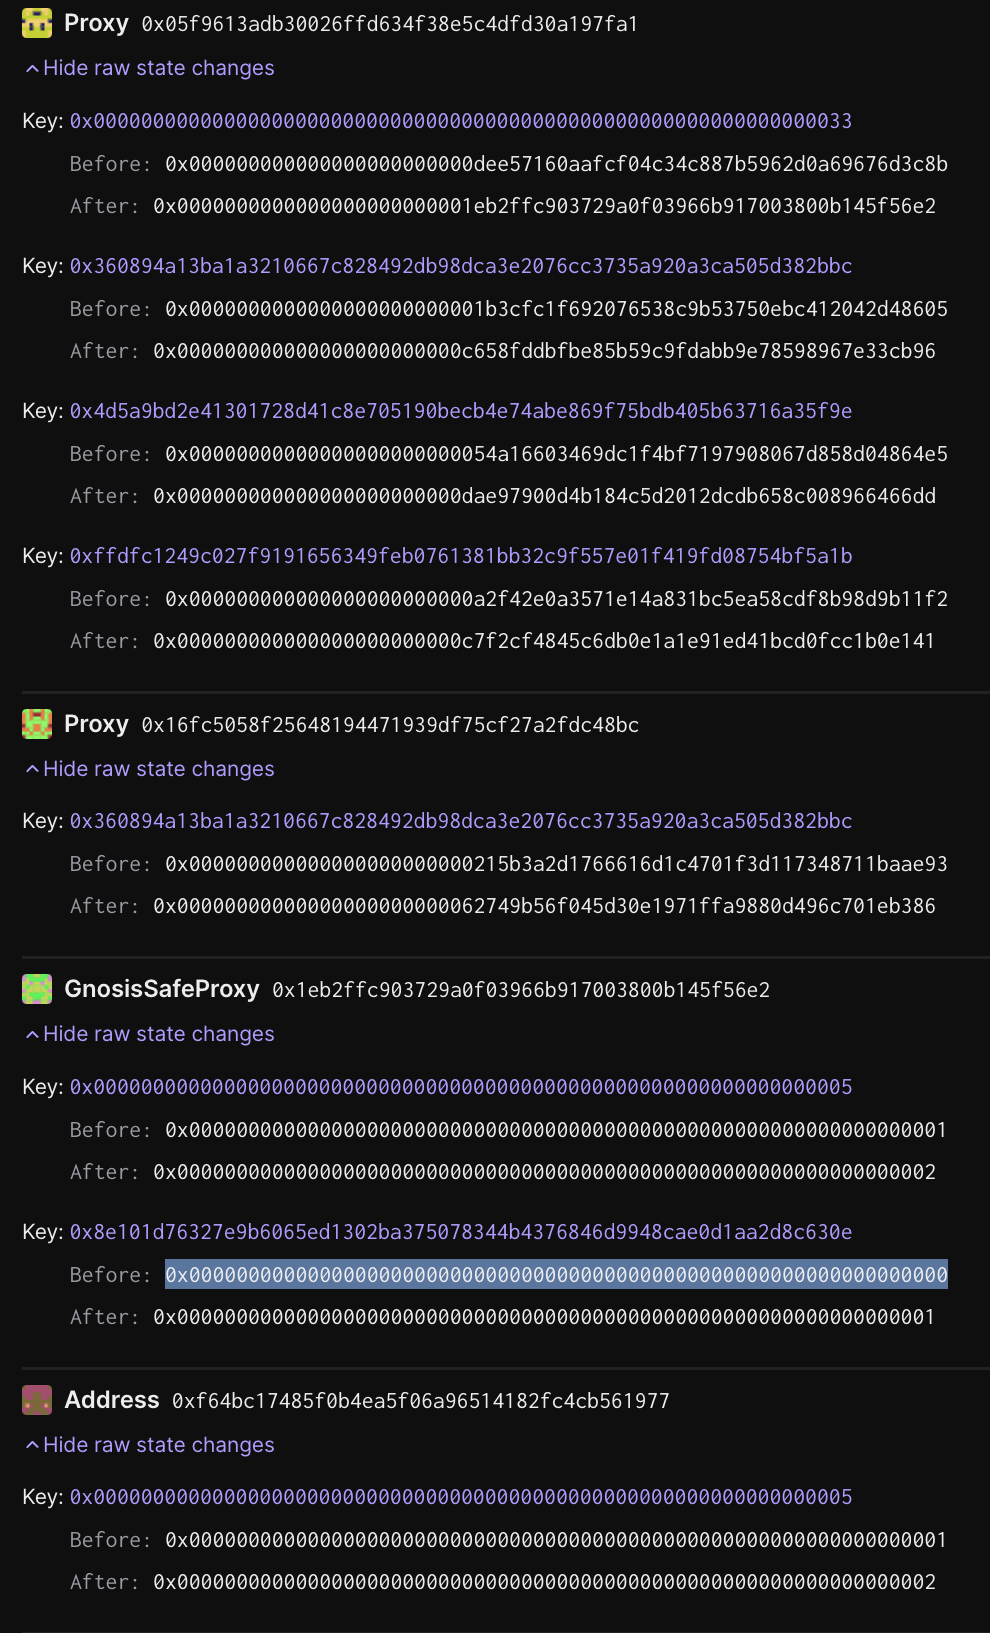 Proxy 0x05f9613adb30026ffd634f38e5c4dfd30a197fa1
Hide raw state changes
Key: 0x0000000000000000000000000000000000000000000000000000000000000033
Before: 0x000000000000000000000000dee57160aafcf04c34c887b5962d0a69676d3c8b
After: 0x0000000000000000000000001eb2ffc903729a0f03966b917003800b145f56e2
Key: 0x360894a13ba1a3210667c828492db98dca3e2076cc3735a920a3ca505d382bbc
Before: 0x0000000000000000000000001b3cfc1f692076538c9b53750ebc412042d48605
After: 0x000000000000000000000000c658fddbfbe85b59c9fdabb9e78598967e33cb96
Key: 0x4d5a9bd2e41301728d41c8e705190becb4e74abe869f75bdb405b63716a35f9e
Before: 0x00000000000000000000000054a16603469dc1f4bf7197908067d858d04864e5
After: 0x000000000000000000000000dae97900d4b184c5d2012dcdb658c008966466dd
Key: 0xffdfc1249c027f9191656349feb0761381bb32c9f557e01f419fd08754bf5a1b
Before: 0x000000000000000000000000a2f42e0a3571e14a831bc5ea58cdf8b98d9b11f2
After: 0x000000000000000000000000c7f2cf4845c6db0e1a1e91ed41bcd0fcc1b0e141
Proxy 0x16fc5058f25648194471939df75cf27a2fdc48bc
Hide raw state changes
Key: 0x360894a13ba1a3210667c828492db98dca3e2076cc3735a920a3ca505d382bbc
Before: 0x000000000000000000000000215b3a2d1766616d1c4701f3d117348711baae93
After: 0x00000000000000000000000062749b56f045d30e1971ffa9880d496c701eb386
GnosisSafeProxy 0x1eb2ffc903729a0f03966b917003800b145f56e2
Hide raw state changes
Key: 0x0000000000000000000000000000000000000000000000000000000000000005
Before: 0x0000000000000000000000000000000000000000000000000000000000000001
After: 0x0000000000000000000000000000000000000000000000000000000000000002
Key: 0x8e101d76327e9b6065ed1302ba375078344b4376846d9948cae0d1aa2d8c630e
Before: 0x0000000000000000000000000000000000000000000000000000000000000000
After: 0x0000000000000000000000000000000000000000000000000000000000000001
Address 0xf64bc17485f0b4ea5f06a96514182fc4cb561977
Hide raw state changes
Key: 0x0000000000000000000000000000000000000000000000000000000000000005
Before: 0x0000000000000000000000000000000000000000000000000000000000000001
After: 0x0000000000000000000000000000000000000000000000000000000000000002